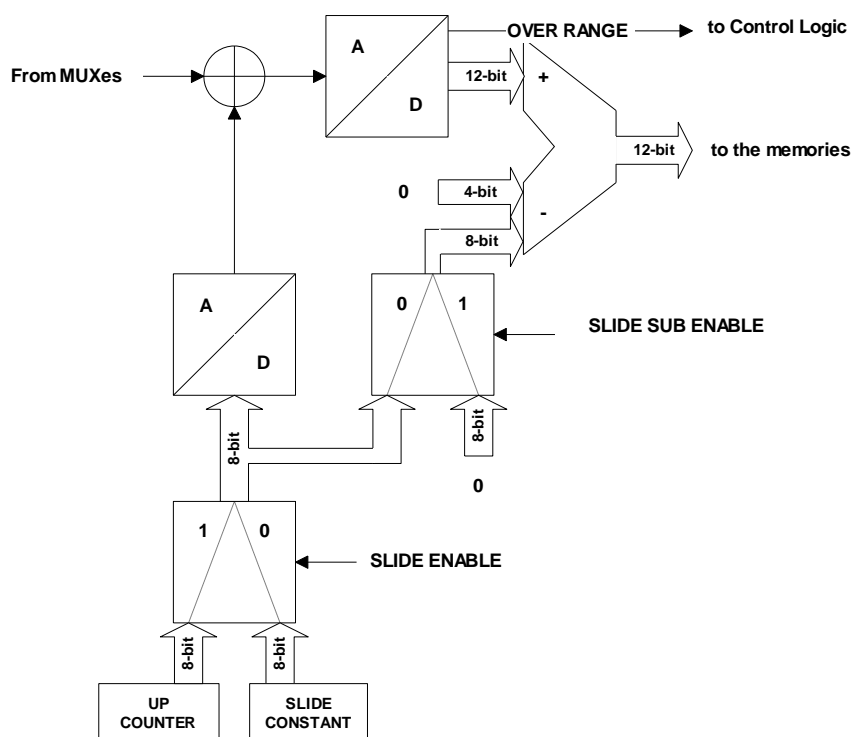 A
OVER RANGE
to Control Logic
From MUXes
12-bit
+
D
12-bit
to the memories
0
4-bit
-
8-bit
A
0
1
SLIDE SUB ENABLE
D
8-bit
8-bit
0
1
0
SLIDE ENABLE
8-bit
8-bit
UP
COUNTER
SLIDE
CONSTANT